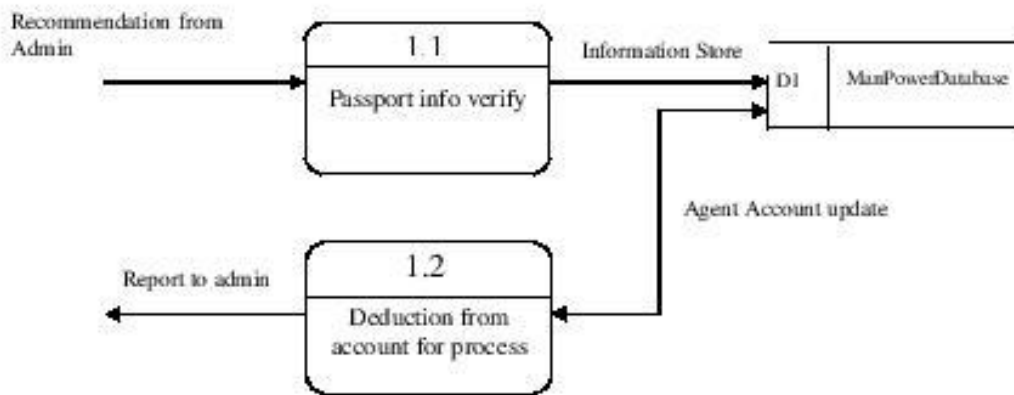 Recommendation from
Admin
1.1
Passport info verify
Information Store
D1
ManPowerDatabase
Agent Account update
1.2
Deduction from
account for process
Report to admin